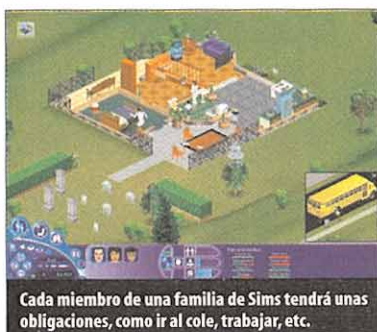 Cada miembro de una familia de Sims tendrá unas
obligaciones, como ir al cole, trabajar, etc.